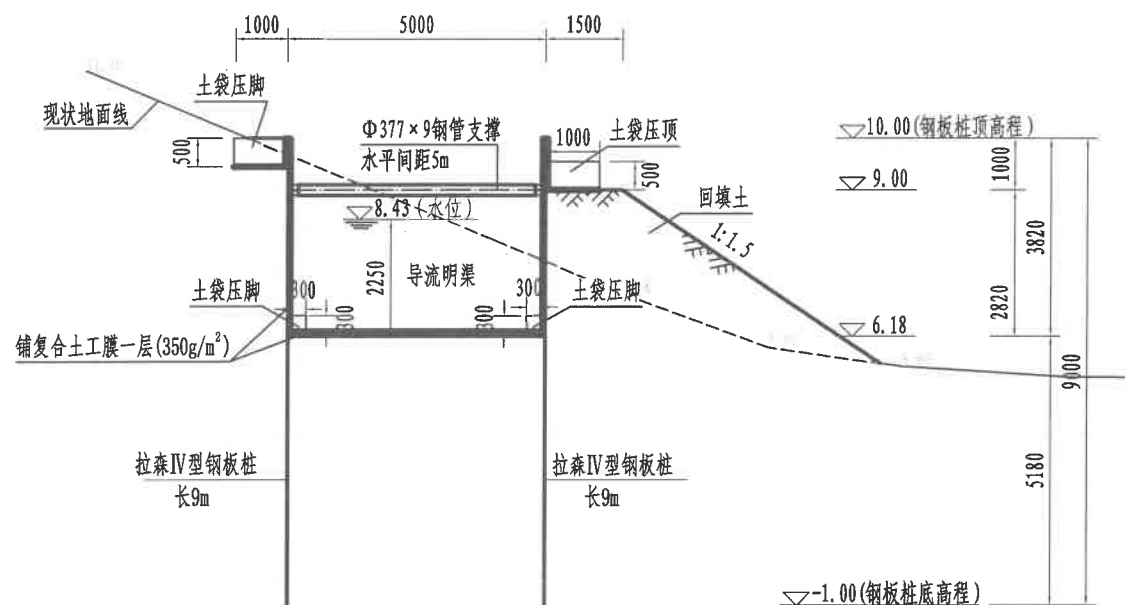 1000
5000
1500
土袋压脚
现状地面线
500
Φ377×9钢管支撑
水平间距5m
1000
土袋压顶
500
10.00(钢板桩顶高程)
1000
9.00
回填土
1:1.5
8.43(水位)
2250
导流明渠
3820
2820
土袋压脚
300
300
300
300
土袋压脚
铺复合土工膜一层(350g/m²)
6.18
9000
拉森Ⅳ型钢板桩
长9m
拉森Ⅳ型钢板桩
长9m
5180
-1.00(钢板桩底高程)